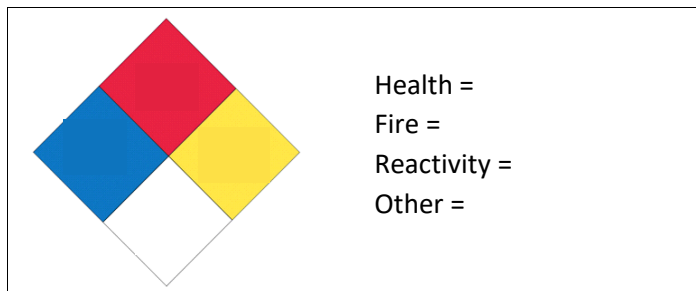 Health =
Fire =
Reactivity =
Other =